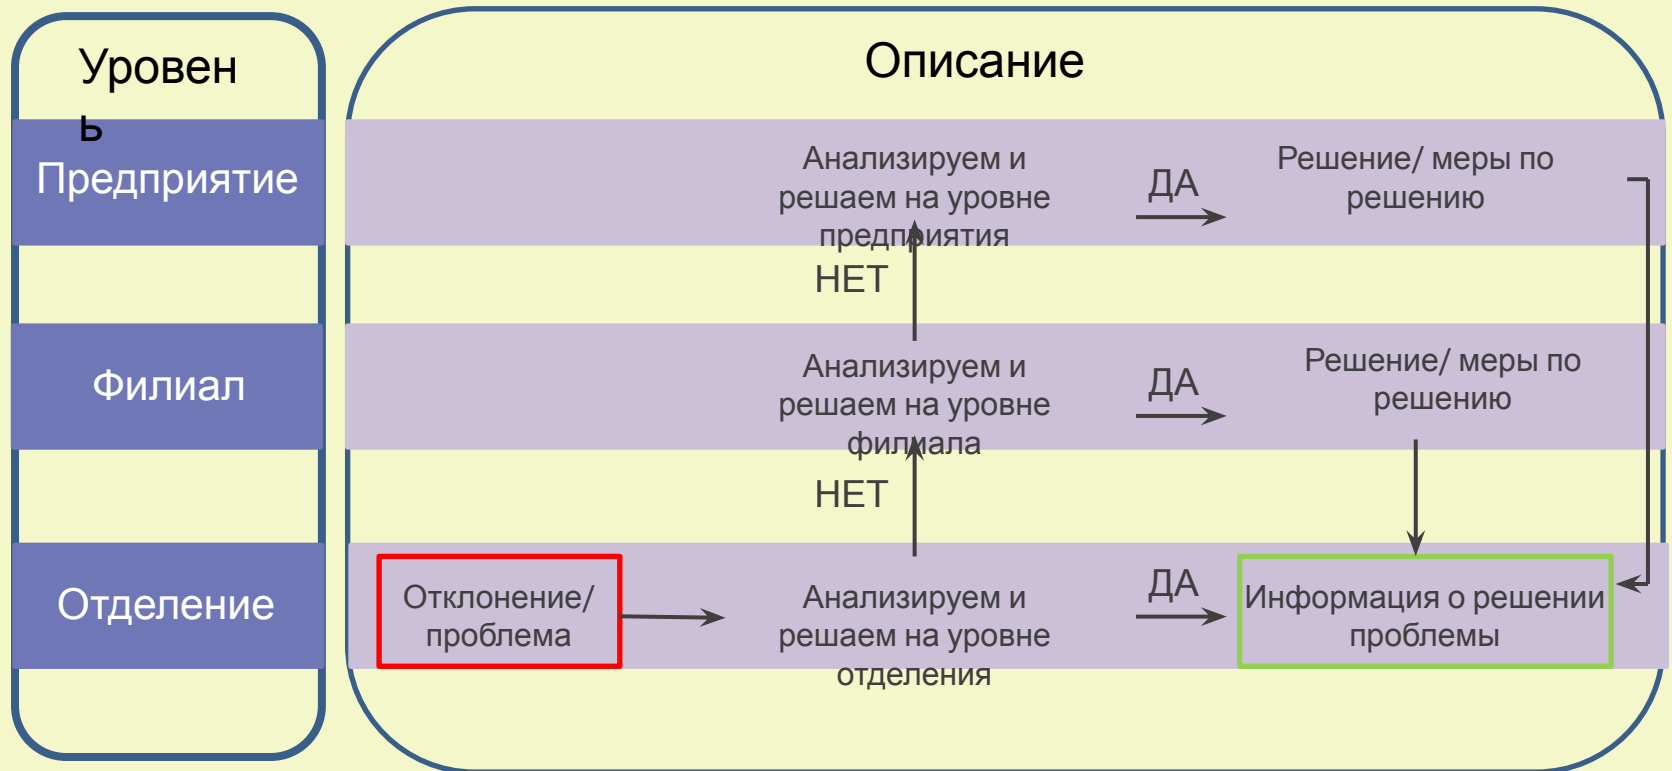 Уровен
ь
Описание
Предприятие
Анализируем и
решаем на уровне
предприятия
ДА
Решение/ меры по
решению
НЕТ
Филиал
Анализируем и
решаем на уровне
филиала
ДА
Решение/ меры по
решению
НЕТ
Отделение
Отклонение/
проблема
Анализируем и
решаем на уровне
отделения
ДА
Информация о решении
проблемы